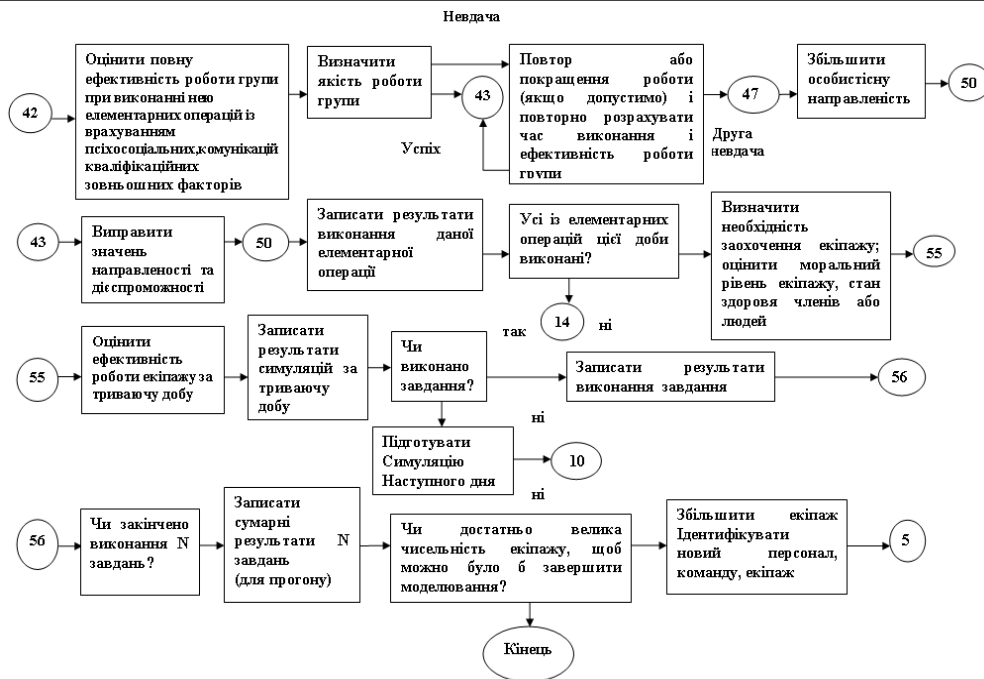 Невдача
42
Оцінити повну
ефективність роботи групи
при виконанні нею
елементарних операцій із
врахуванням
псіхосоціальних,комунікацій
кваліфікаційних
зовньошних факторів
Визначити
якість роботи
групи
43
Успіх
Повтор або
покращення роботи
(якщо допустимо) і
повторно розрахувати
час виконання і
ефективність роботи
групи
47
Друга
невдача
Збільшити
особистісну
направленість
50
43
Виправити
значень
направленості та
дієспроможності
50
Записати результати
виконання даної
елементарної
операції
Усі із елементарних
операцій цієї доби
виконані?
14
так
ні
Визначити
необхідність
заохочення екіпажу;
оцінити моральний
рівень екіпажу, стан
здоровя членів або
людей
55
55
Оцінити
ефективність
роботи екіпажу за
триваючу добу
Записати
результати
симуляцій за
триваючу
добу
Чи
виконано
завдання?
Записати результати
виконання завдання
56
ні
Підготувати
Симуляцію
Наступного дня
10
ні
56
Чи закінчено
виконання N
завдань?
Записати
сумарні
результати N
завдань
(для прогону)
Чи достатньо велика
чисельність екіпажу, щоб
можно було б завершити
моделювання?
Збільшити екіпаж
Ідентифікувати
новий персонал,
команду, екіпаж
5
Кінець